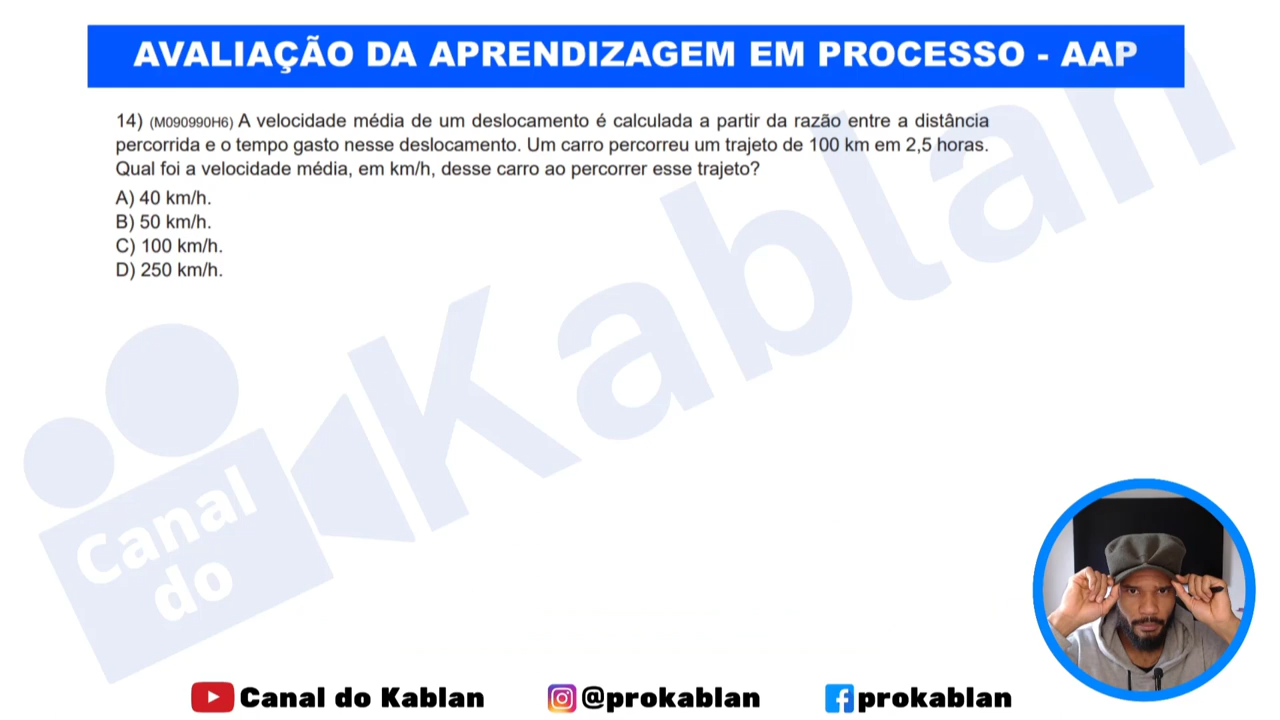 AVALIAÇÃO DA APRENDIZAGEM EM PROCESSO - AAP
14) (M090990H6) A velocidade média de um deslocamento é calculada a partir da razão entre a distância
percorrida e o tempo gasto nesse deslocamento. Um carro percorreu um trajeto de 100 km em 2,5 horas.
Qual foi a velocidade média, em km/h, desse carro ao percorrer esse trajeto?
A) 40 km/h.
B) 50 km/h.
C) 100 km/h.
D) 250 km/h.
Canal
do
Kablan
Canal do Kablan
@prokablan
prokablan